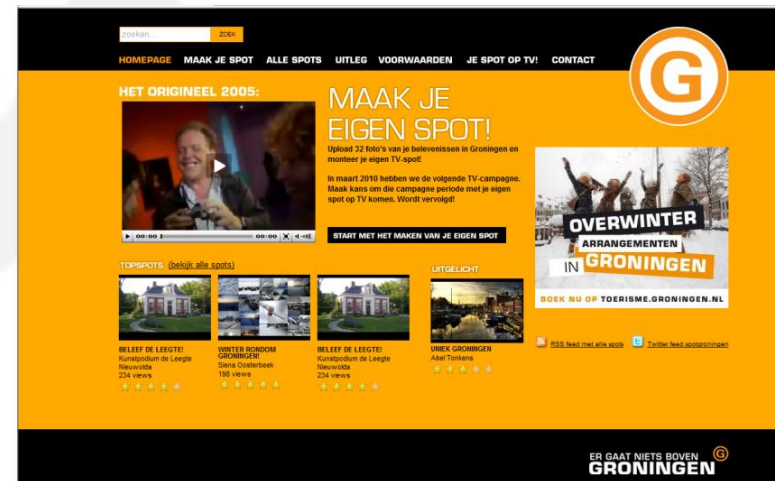 zoeken...
ZOEK
HOMEPAGE MAAK JE SPOT ALLE SPOTS UITLEG VOORWAARDEN JE SPOT OP TV! CONTACT
G
HET ORIGINEEL 2005:
MAAK JE
EIGEN SPOT!
Upload 32 foto's van je belevenissen in Groningen en
monteer je eigen TV-spot!
In maart 2010 hebben we de volgende TV-campagne.
Maak kans om die campagne periode met je eigen
spot op TV komen. Wordt vervolgd!
00:00 00:00
START MET HET MAKEN VAN JE EIGEN SPOT
OVERWINTER
ARRANGEMENTEN
IN GRONINGEN
BOEK NU OP TOERISME.GRONINGEN.NL
TOPSPOTS (bekijk alle spots)
UITGELICHT
BELEEF DE LEEGTE!
Kunstpodium de Leegte
Nieuwolda
234 views
WINTER RONDOM
GRONINGEN!
Siena Oosterbeek
198 views
BELEEF DE LEEGTE!
Kunstpodium de Leegte
Nieuwolda
234 views
UNIEK GRONINGEN
Abel Tonkens
RSS feed met alle spots
Twitter feed spotgroningen
ER GAAT NIETS BOVEN G
GRONINGEN